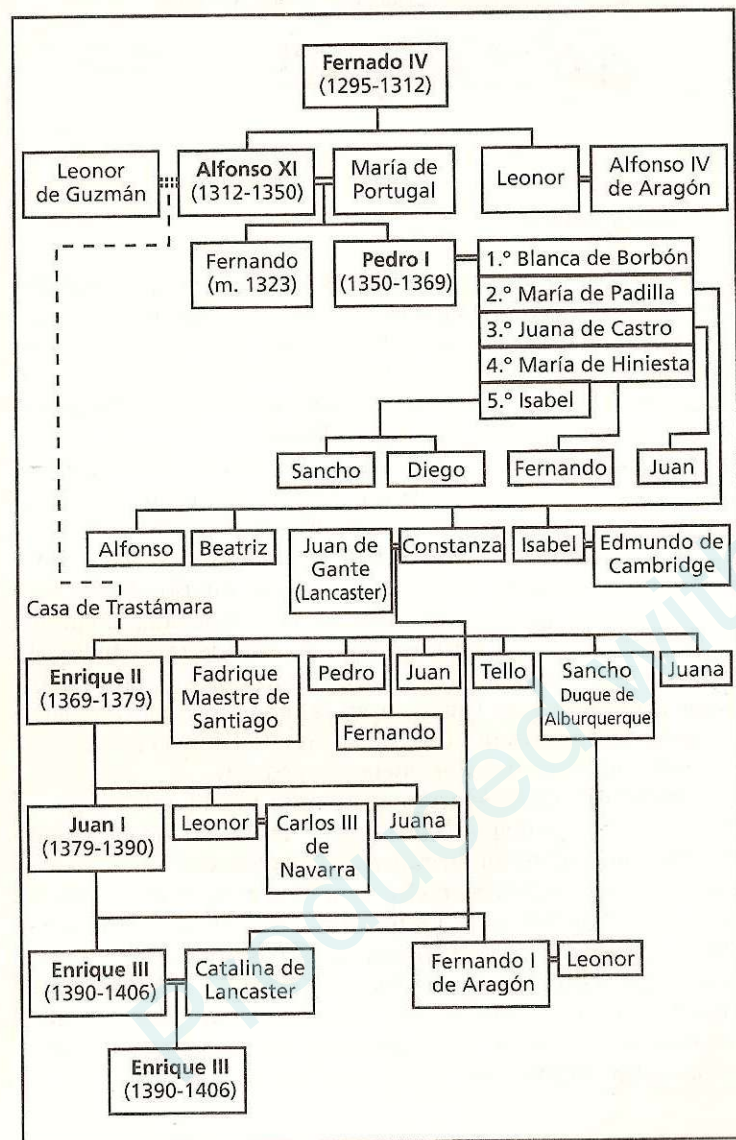 Fernado IV
(1295-1312)
Leonor
de Guzmán
Alfonso XI
(1312-1350)
María de
Portugal
Leonor
Alfonso IV
de Aragón
Fernando
(m. 1323)
Pedro I
(1350-1369)
1.º Blanca de Borbón
2.º María de Padilla
3.º Juana de Castro
4.º María de Hiniesta
5.º Isabel
Sancho
Diego
Fernando
Juan
Alfonso
Beatriz
Juan de
Gante
(Lancaster)
Constanza
Isabel
Edmundo de
Cambridge
Casa de Trastámara
Enrique II
(1369-1379)
Fadrique
Maestre de
Santiago
Pedro
Fernando
Juan
Tello
Sancho
Duque de
Alburquerque
Juana
Juan I
(1379-1390)
Leonor
Carlos III
de
Navarra
Juana
Enrique III
(1390-1406)
Catalina de
Lancaster
Fernando I
de Aragón
Leonor
Enrique III
(1390-1406)
Produced wit